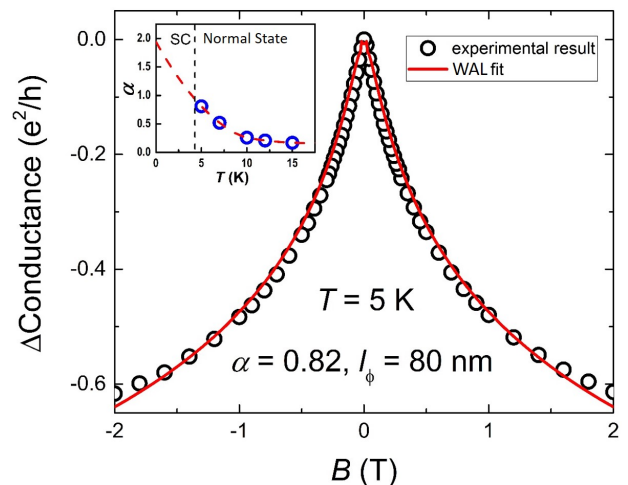 SC Normal State
2.0
1.5
1.0
0.5
0.0
α
0 5 10 15
T (K)
experimental result
WAL fit
0.0
-0.2
-0.4
-0.6
ΔConductance (e²/h)
T = 5 K
α = 0.82, lϕ = 80 nm
-2 -1 0 1 2
B (T)